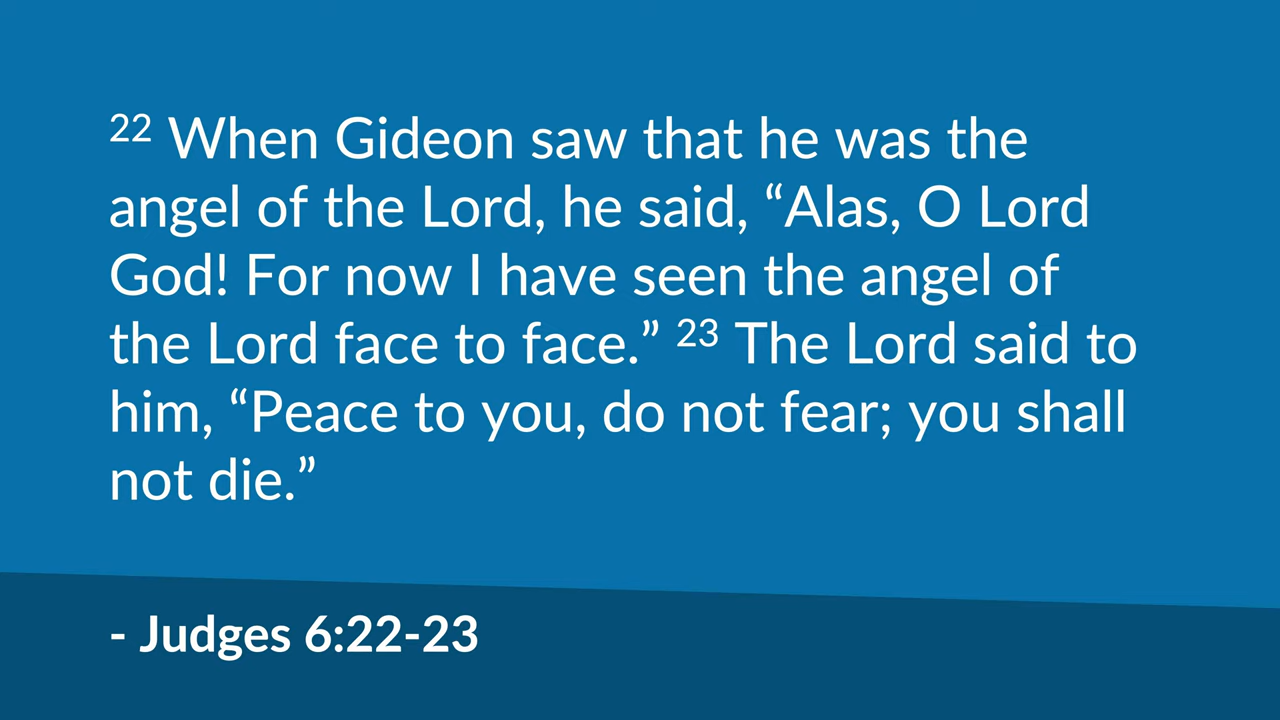 22 When Gideon saw that he was the
angel of the Lord, he said, “Alas, O Lord
God! For now I have seen the angel of
the Lord face to face.” 23 The Lord said to
him, “Peace to you, do not fear; you shall
not die.”
- Judges 6:22-23